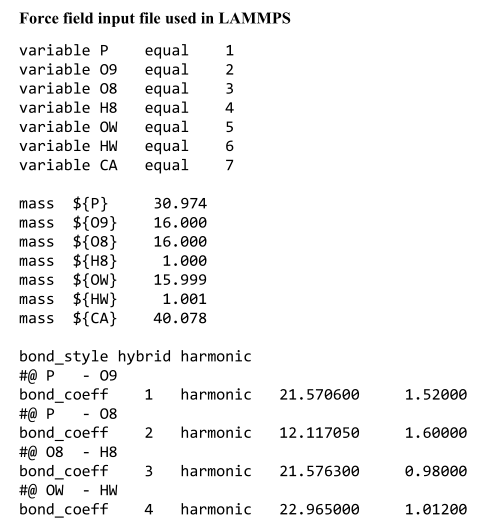 Force field input file used in LAMMPS
variable P equal 1
variable O9 equal 2
variable O8 equal 3
variable H8 equal 4
variable OW equal 5
variable HW equal 6
variable CA equal 7
mass ${P} 30.974
mass ${O9} 16.000
mass ${O8} 16.000
mass ${H8} 1.000
mass ${OW} 15.999
mass ${HW} 1.001
mass ${CA} 40.078
bond_style hybrid harmonic
#@ P - O9
bond_coeff 1 harmonic 21.570600 1.52000
#@ P - O8
bond_coeff 2 harmonic 12.117050 1.60000
#@ O8 - H8
bond_coeff 3 harmonic 21.576300 0.98000
#@ OW - HW
bond_coeff 4 harmonic 22.965000 1.01200